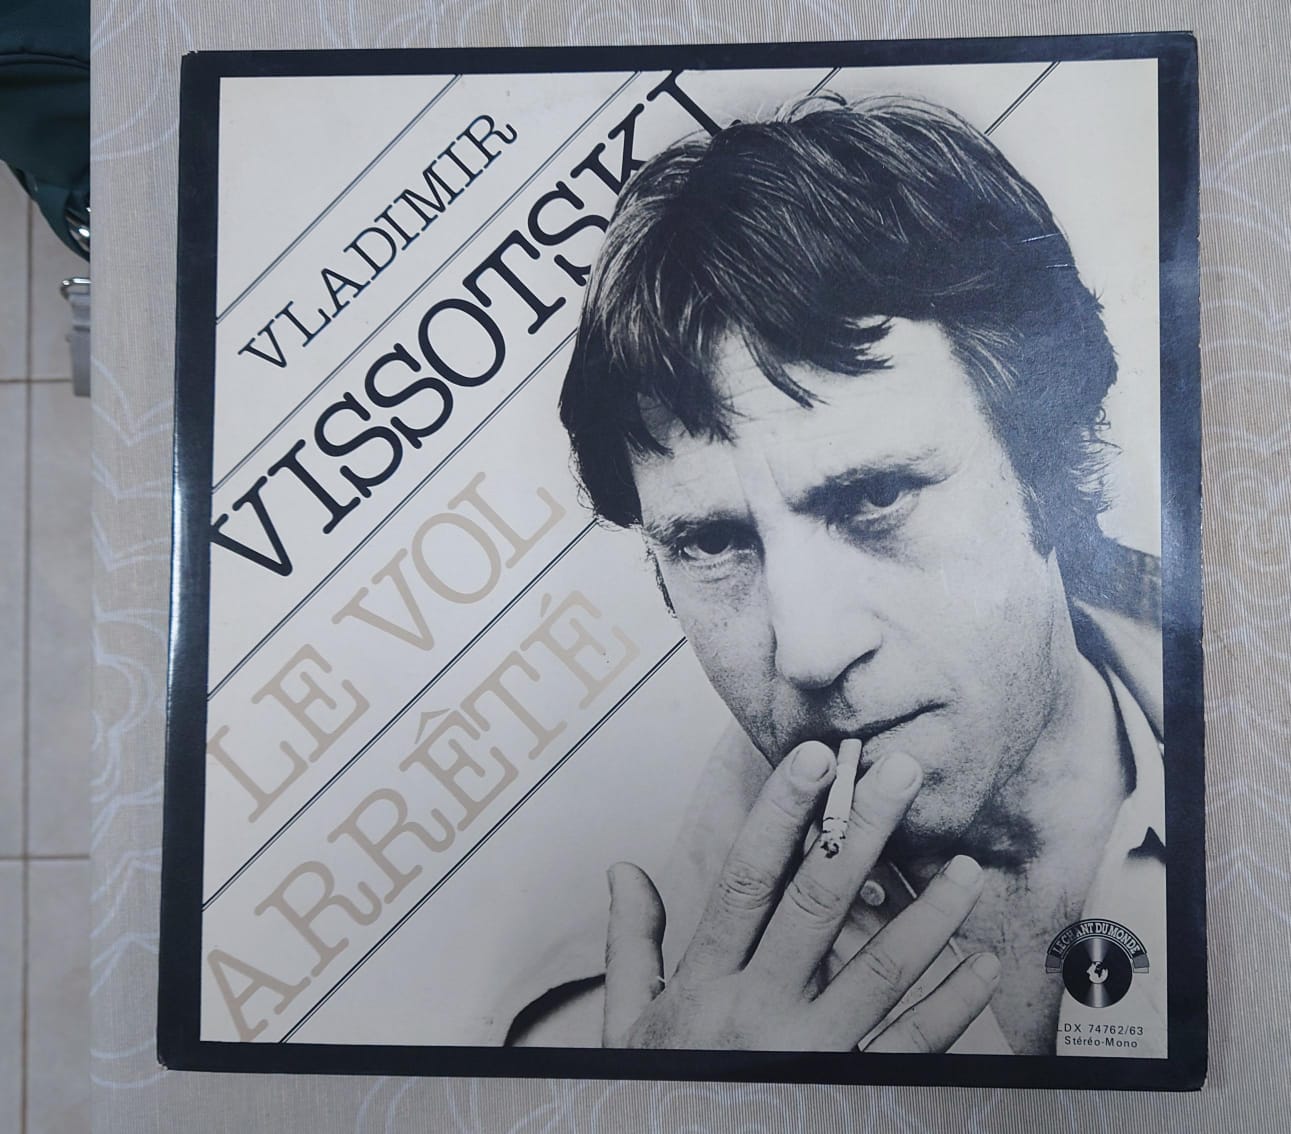 VLADIMIR
VISSOTSKI
LE VOL
ARRÊTÉ
LE CHANT DU MONDE
LDX 74762/63
Stéréo-Mono